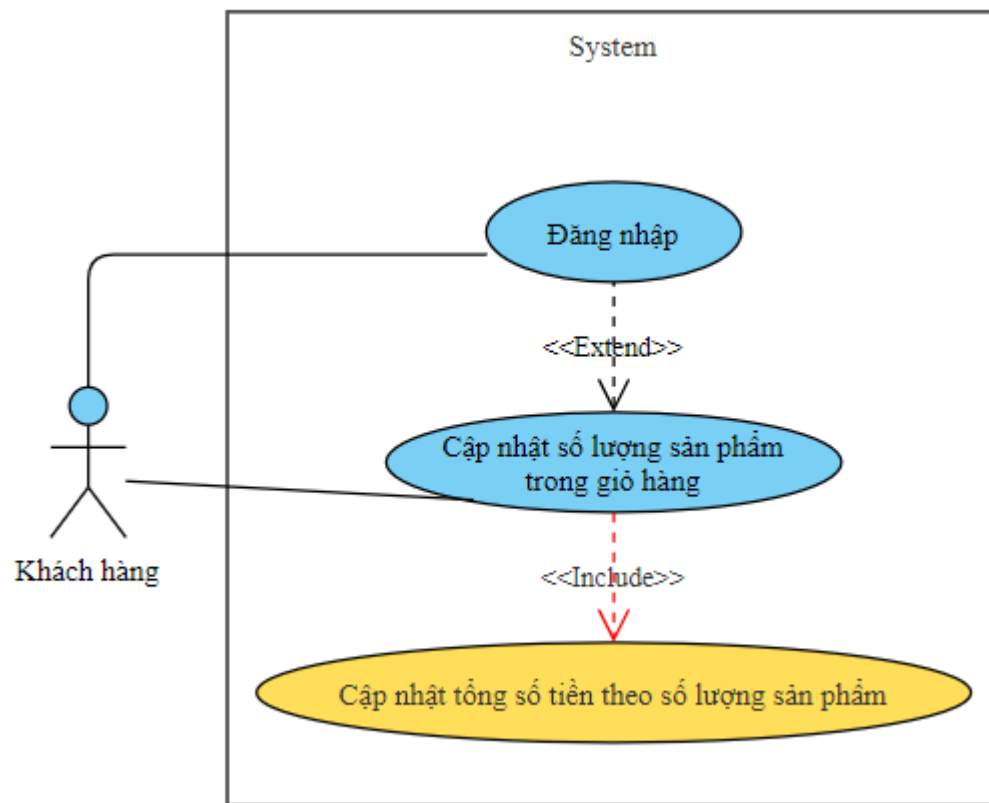 System
Đăng nhập
<<Extend>>
Cập nhật số lượng sản phẩm
trong giỏ hàng
Khách hàng
<<Include>>
Cập nhật tổng số tiền theo số lượng sản phẩm